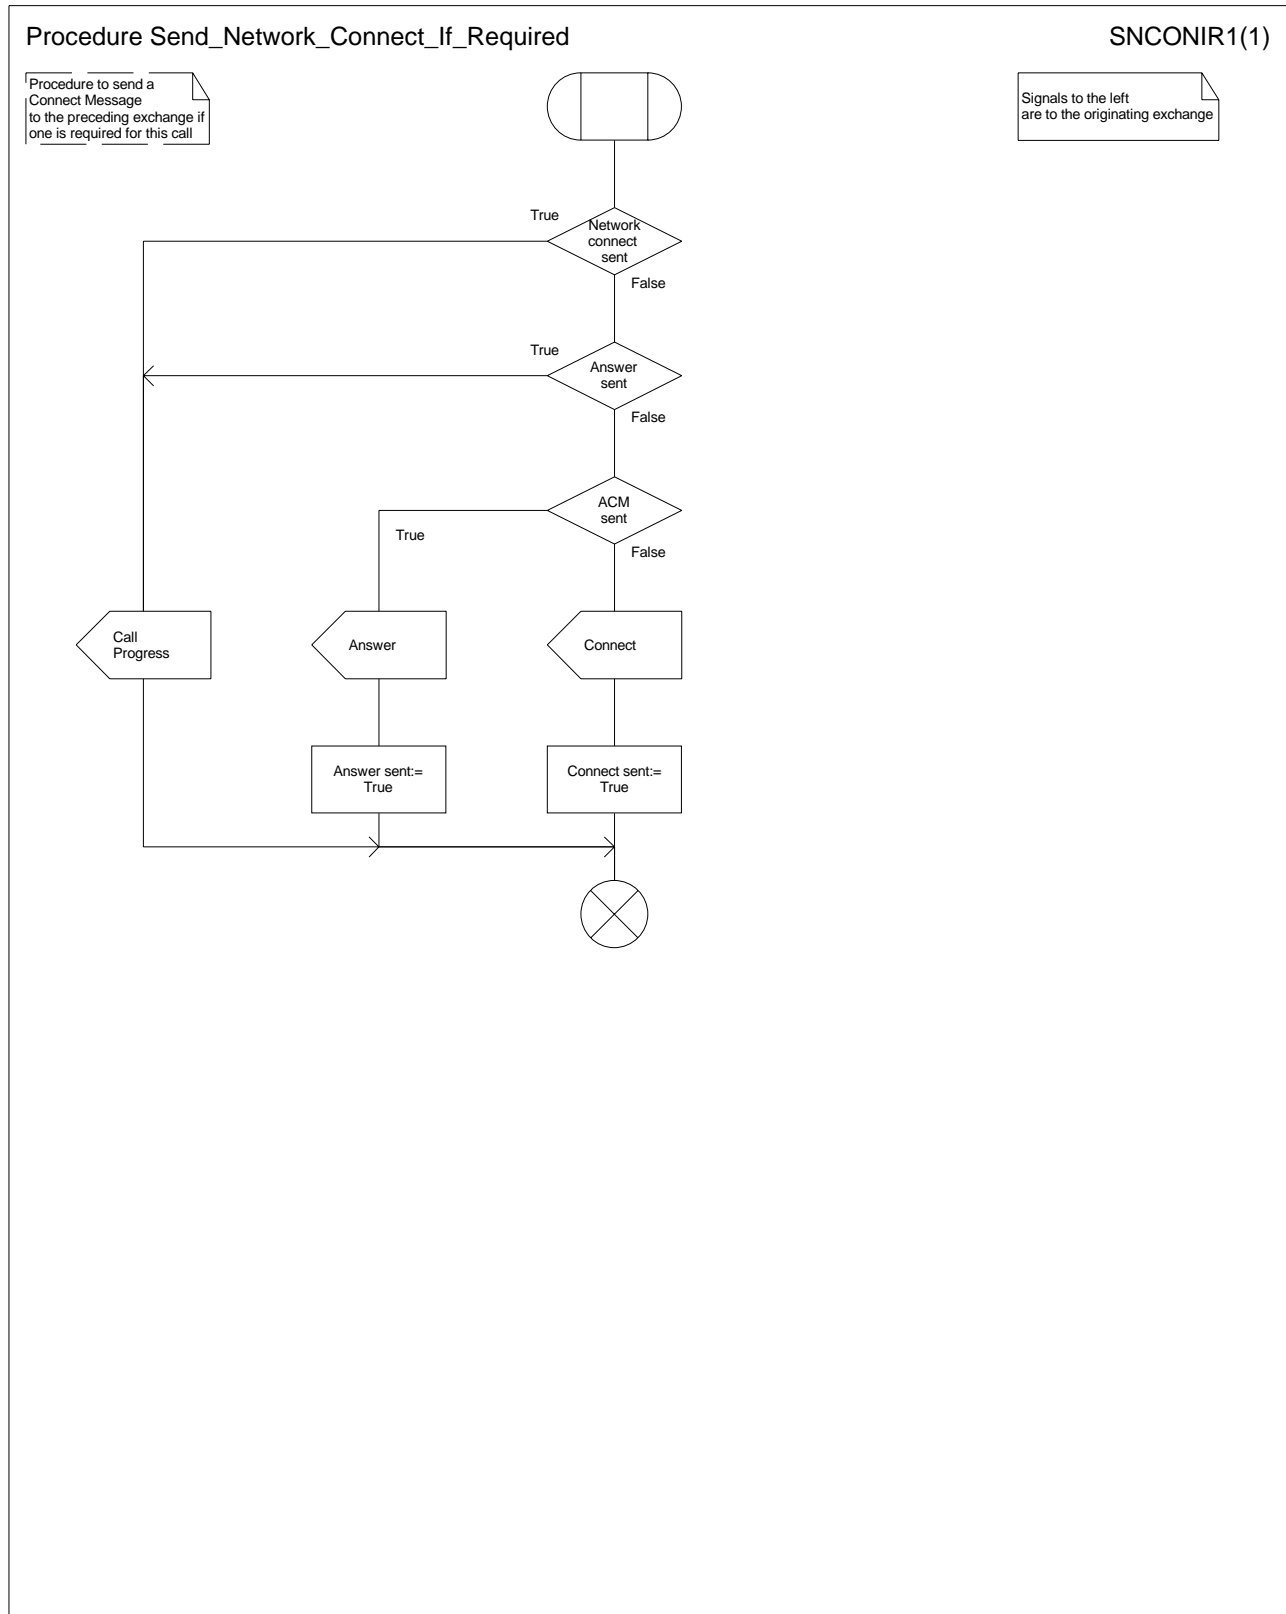 Procedure Send_Network_Connect_If_Required
SNCONIR1(1)
Procedure to send a
Connect Message
to the preceding exchange if
one is required for this call
Signals to the left
are to the originating exchange
True
Network
connect
sent
False
True
Answer
sent
False
ACM
sent
True
False
Call
Progress
Answer
Connect
Answer sent:=
True
Connect sent:=
True